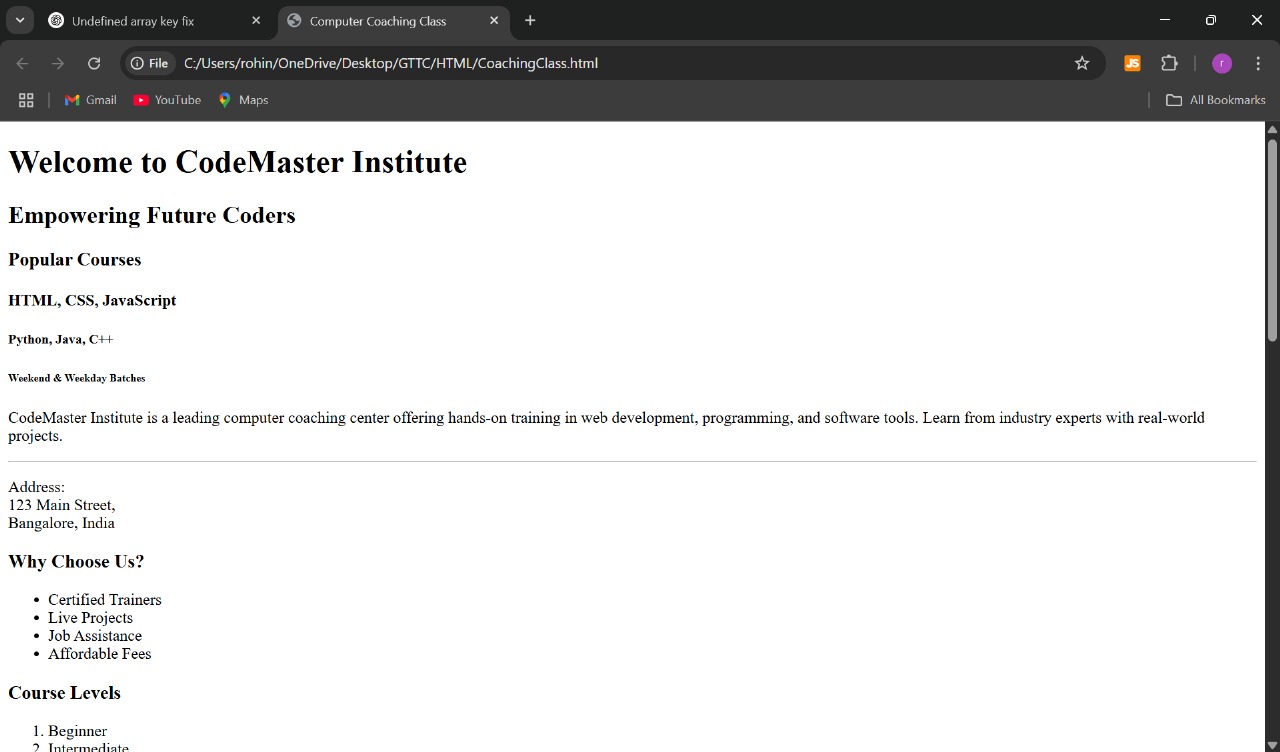 Undefined array key fix
Computer Coaching Class
File
C:/Users/rohin/OneDrive/Desktop/GTTC/HTML/CoachingClass.html
JS
r
Gmail
YouTube
Maps
All Bookmarks
Welcome to CodeMaster Institute
Empowering Future Coders
Popular Courses
HTML, CSS, JavaScript
Python, Java, C++
Weekend & Weekday Batches
CodeMaster Institute is a leading computer coaching center offering hands-on training in web development, programming, and software tools. Learn from industry experts with real-world
projects.
Address:
123 Main Street,
Bangalore, India
Why Choose Us?
• Certified Trainers
• Live Projects
• Job Assistance
• Affordable Fees
Course Levels
1. Beginner
2. Intermediate